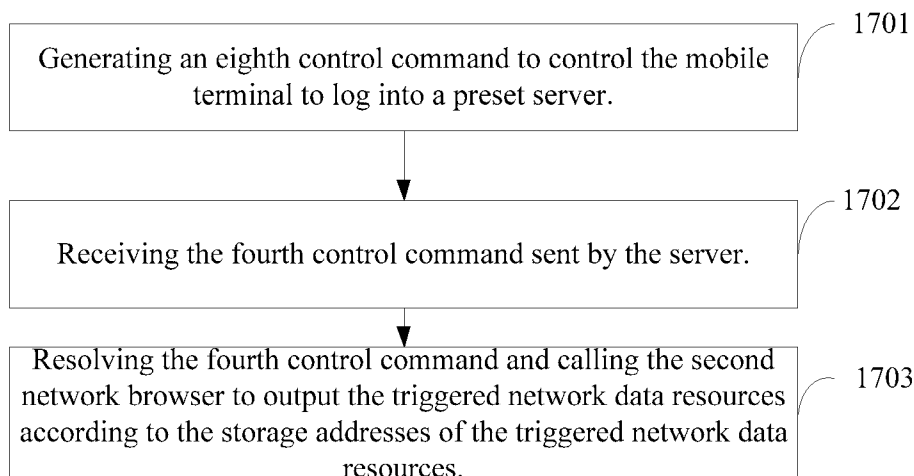 1701
Generating an eighth control command to control the mobile
terminal to log into a preset server.
1702
Receiving the fourth control command sent by the server.
1703
Resolving the fourth control command and calling the second
network browser to output the triggered network data resources
according to the storage addresses of the triggered network data
resources.